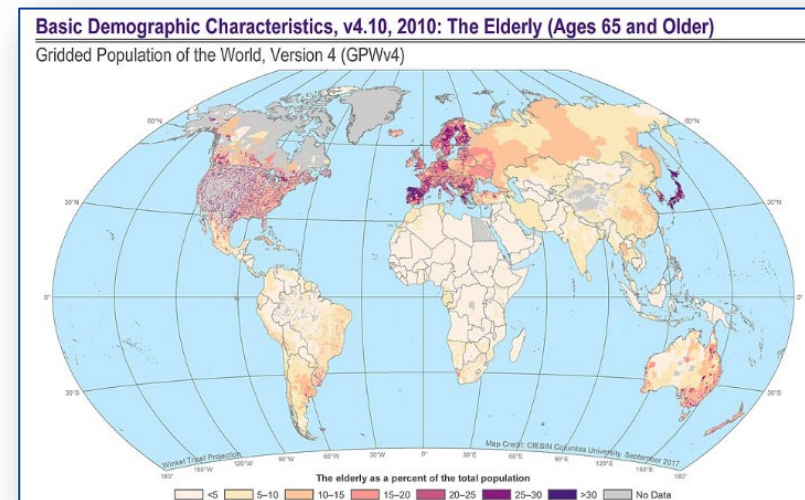 Basic Demographic Characteristics, v4.10, 2010: The Elderly (Ages 65 and Older)
Gridded Population of the World, Version 4 (GPWv4)
60°N
60°N
30°N
30°N
0°
0°
30°S
30°S
Winkel Tripel Projection
Map Credit: CIESIN Columbia University, September 2017
180° 150°W 120°W 90°W 60°W 30°W 0° 30°E 60°E 90°E 120°E 150°E 180°
The elderly as a percent of the total population
<5 5–10 10–15 15–20 20–25 25–30 >30 No Data